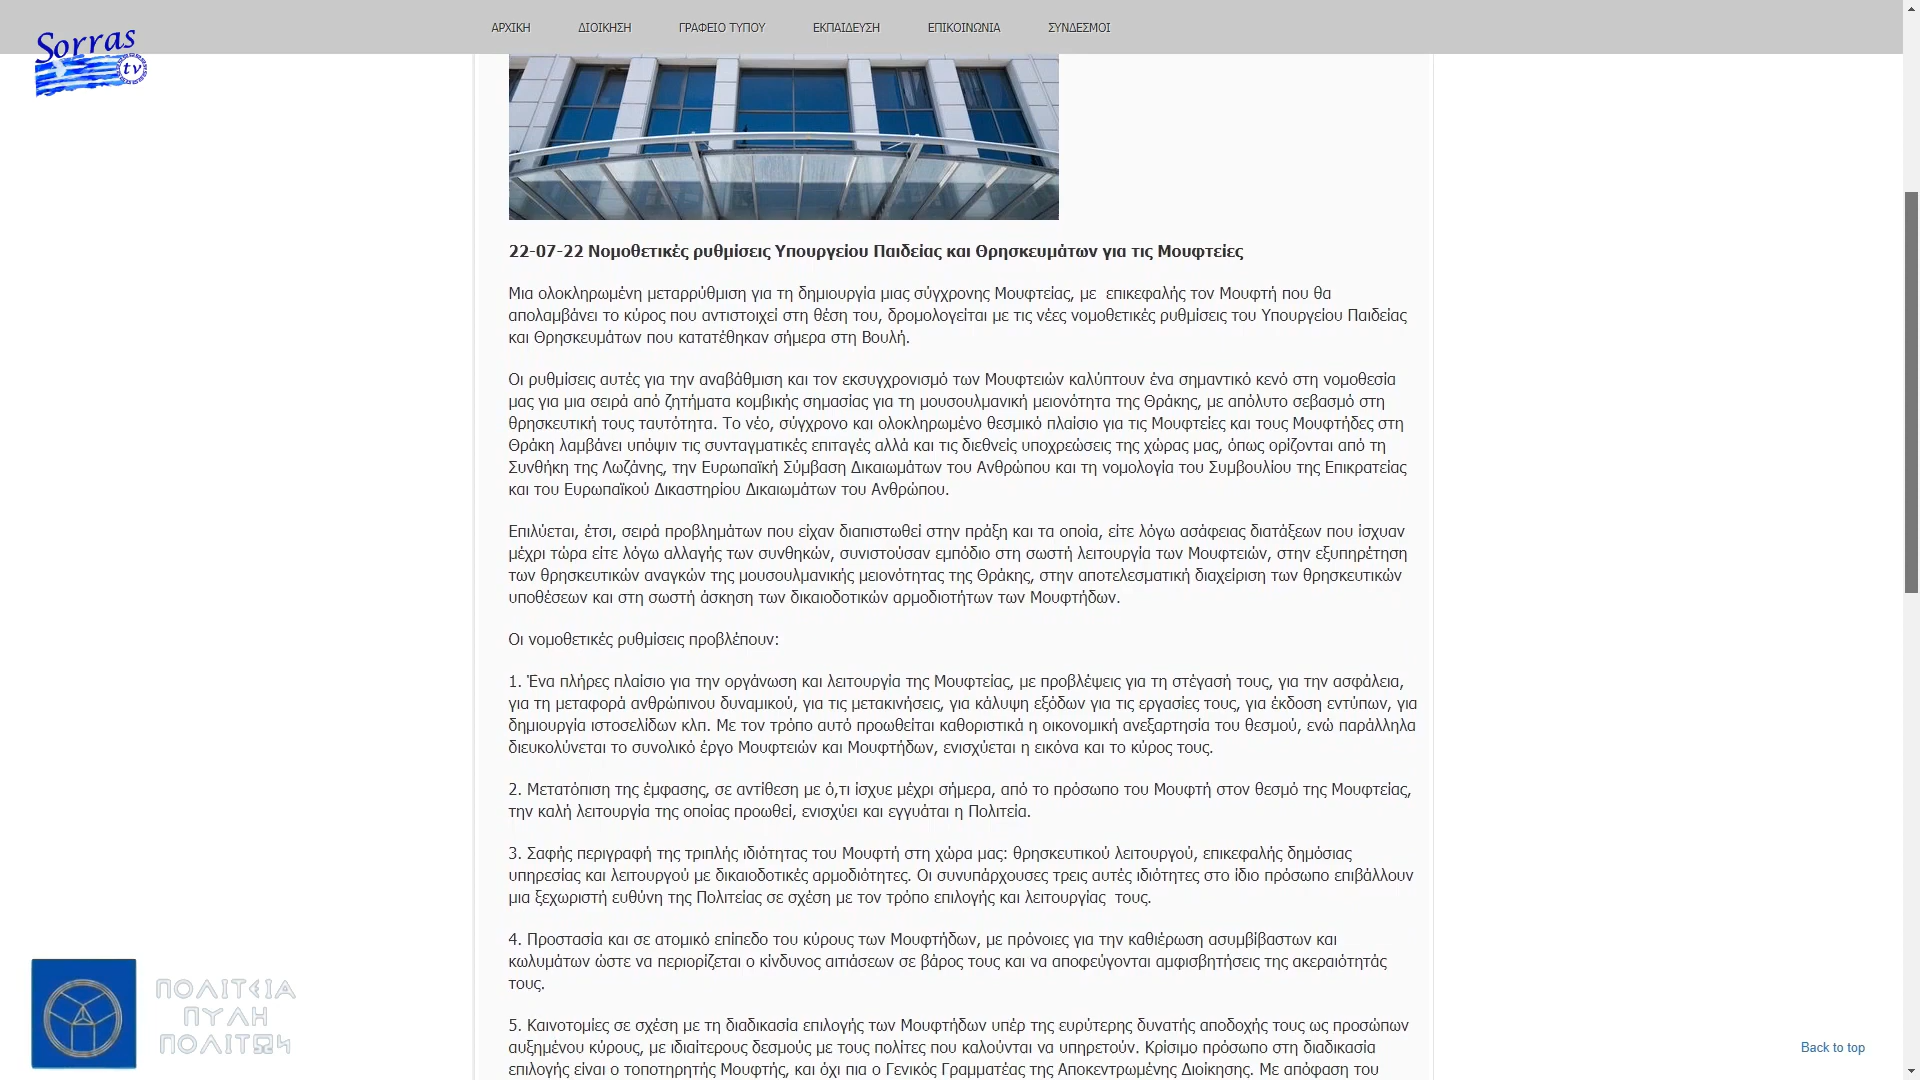 ΑΡΧΙΚΗ ΔΙΟΙΚΗΣΗ ΓΡΑΦΕΙΟ ΤΥΠΟΥ ΕΚΠΑΙΔΕΥΣΗ ΕΠΙΚΟΙΝΩΝΙΑ ΣΥΝΔΕΣΜΟΙ
Sorras
tv
22-07-22 Νομοθετικές ρυθμίσεις Υπουργείου Παιδείας και Θρησκευμάτων για τις Μουφτείες
Μια ολοκληρωμένη μεταρρύθμιση για τη δημιουργία μιας σύγχρονης Μουφτείας, με επικεφαλής τον Μουφτή που θα
απολαμβάνει το κύρος που αντιστοιχεί στη θέση του, δρομολογείται με τις νέες νομοθετικές ρυθμίσεις του Υπουργείου Παιδείας
και Θρησκευμάτων που κατατέθηκαν σήμερα στη Βουλή.
Οι ρυθμίσεις αυτές για την αναβάθμιση και τον εκσυγχρονισμό των Μουφτειών καλύπτουν ένα σημαντικό κενό στη νομοθεσία
μας για μια σειρά από ζητήματα κομβικής σημασίας για τη μουσουλμανική μειονότητα της Θράκης, με απόλυτο σεβασμό στη
θρησκευτική τους ταυτότητα. Το νέο, σύγχρονο και ολοκληρωμένο θεσμικό πλαίσιο για τις Μουφτείες και τους Μουφτήδες στη
Θράκη λαμβάνει υπόψιν τις συνταγματικές επιταγές αλλά και τις διεθνείς υποχρεώσεις της χώρας μας, όπως ορίζονται από τη
Συνθήκη της Λωζάνης, την Ευρωπαϊκή Σύμβαση Δικαιωμάτων του Ανθρώπου και τη νομολογία του Συμβουλίου της Επικρατείας
και του Ευρωπαϊκού Δικαστηρίου Δικαιωμάτων του Ανθρώπου.
Επιλύεται, έτσι, σειρά προβλημάτων που είχαν διαπιστωθεί στην πράξη και τα οποία, είτε λόγω ασάφειας διατάξεων που ίσχυαν
μέχρι τώρα είτε λόγω αλλαγής των συνθηκών, συνιστούσαν εμπόδιο στη σωστή λειτουργία των Μουφτειών, στην εξυπηρέτηση
των θρησκευτικών αναγκών της μουσουλμανικής μειονότητας της Θράκης, στην αποτελεσματική διαχείριση των θρησκευτικών
υποθέσεων και στη σωστή άσκηση των δικαιοδοτικών αρμοδιοτήτων των Μουφτήδων.
Οι νομοθετικές ρυθμίσεις προβλέπουν:
1. Ένα πλήρες πλαίσιο για την οργάνωση και λειτουργία της Μουφτείας, με προβλέψεις για τη στέγασή τους, για την ασφάλεια,
για τη μεταφορά ανθρώπινου δυναμικού, για τις μετακινήσεις, για κάλυψη εξόδων για τις εργασίες τους, για έκδοση εντύπων, για
δημιουργία ιστοσελίδων κλπ. Με τον τρόπο αυτό προωθείται καθοριστικά η οικονομική ανεξαρτησία του θεσμού, ενώ παράλληλα
διευκολύνεται το συνολικό έργο Μουφτειών και Μουφτήδων, ενισχύεται η εικόνα και το κύρος τους.
2. Μετατόπιση της έμφασης, σε αντίθεση με ό,τι ίσχυε μέχρι σήμερα, από το πρόσωπο του Μουφτή στον θεσμό της Μουφτείας,
την καλή λειτουργία της οποίας προωθεί, ενισχύει και εγγυάται η Πολιτεία.
3. Σαφής περιγραφή της τριπλής ιδιότητας του Μουφτή στη χώρα μας: θρησκευτικού λειτουργού, επικεφαλής δημόσιας
υπηρεσίας και λειτουργού με δικαιοδοτικές αρμοδιότητες. Οι συνυπάρχουσες τρεις αυτές ιδιότητες στο ίδιο πρόσωπο επιβάλλουν
μια ξεχωριστή ευθύνη της Πολιτείας σε σχέση με τον τρόπο επιλογής και λειτουργίας τους.
4. Προστασία και σε ατομικό επίπεδο του κύρους των Μουφτήδων, με πρόνοιες για την καθιέρωση ασυμβίβαστων και
κωλυμάτων ώστε να περιορίζεται ο κίνδυνος αιτιάσεων σε βάρος τους και να αποφεύγονται αμφισβητήσεις της ακεραιότητάς
τους.
5. Καινοτομίες σε σχέση με τη διαδικασία επιλογής των Μουφτήδων υπέρ της ευρύτερης δυνατής αποδοχής τους ως προσώπων
αυξημένου κύρους, με ιδιαίτερους δεσμούς με τους πολίτες που καλούνται να υπηρετούν. Κρίσιμο πρόσωπο στη διαδικασία
επιλογής είναι ο τοποτηρητής Μουφτής, και όχι πια ο Γενικός Γραμματέας της Αποκεντρωμένης Διοίκησης. Με απόφαση του
ΠΟΛΙΤΕΙΑ
ΠΥΛΗ
ΠΟΛΙΤΩΝ
Back to top